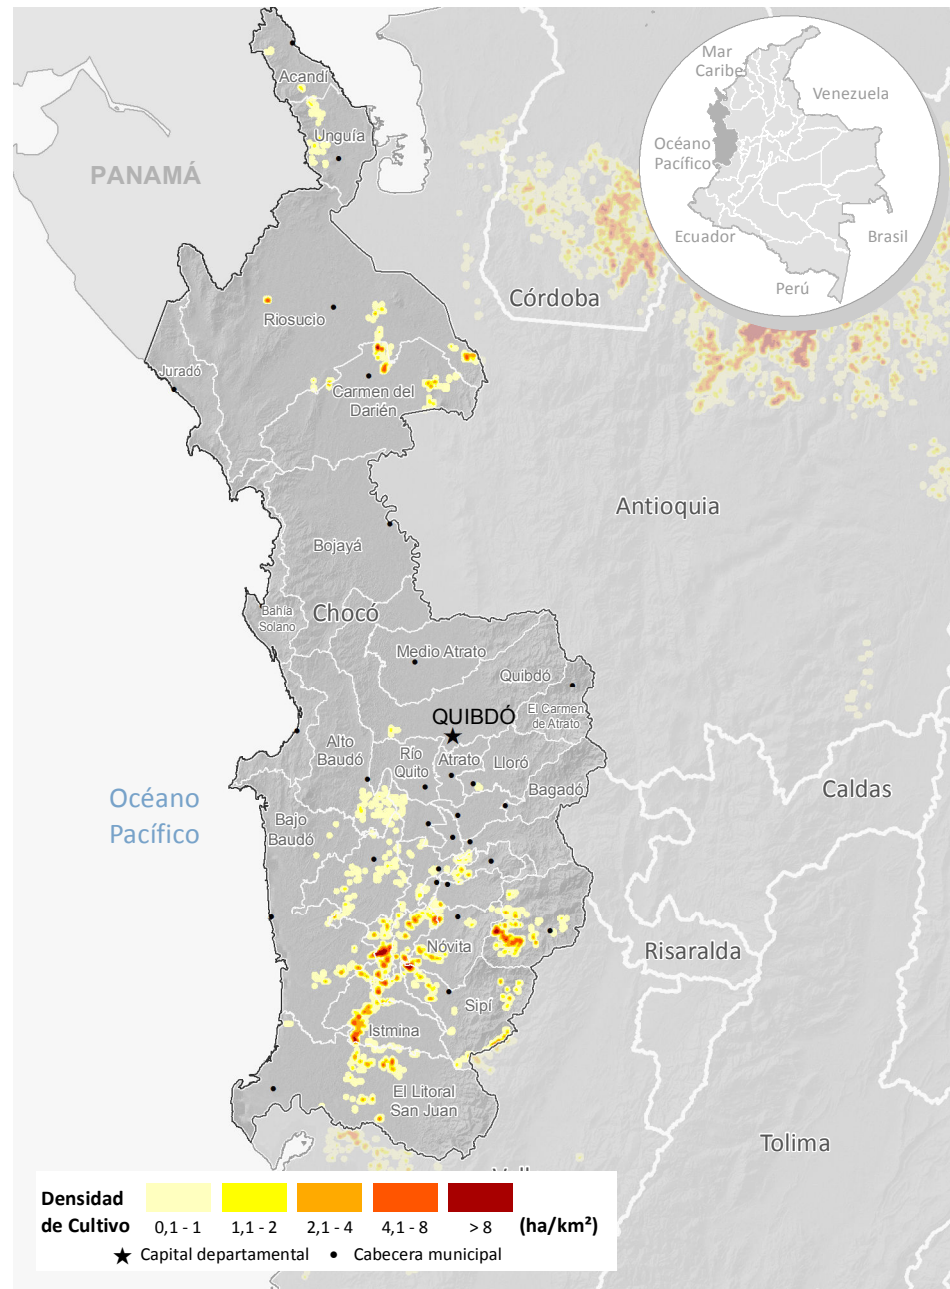 Mar
Caribe
Venezuela
Océano
Pacífico
Ecuador
Brasil
Perú
Acandí
Unguía
PANAMÁ
Córdoba
Riosucio
Juradó
Carmen del
Darién
Antioquia
Bojayá
Bahía
Solano
Chocó
Medio Atrato
Quibdó
El Carmen
de Atrato
QUIBDÓ
Alto
Baudó
Río
Quito
Atrato
Lloró
Bagadó
Océano
Pacífico
Caldas
Bajo
Baudó
Nóvita
Risaralda
Sipí
Istmina
El Litoral
San Juan
Tolima
Densidad
de Cultivo
0,1 - 1
1,1 - 2
2,1 - 4
4,1 - 8
> 8
(ha/km²)
Capital departamental
Cabecera municipal